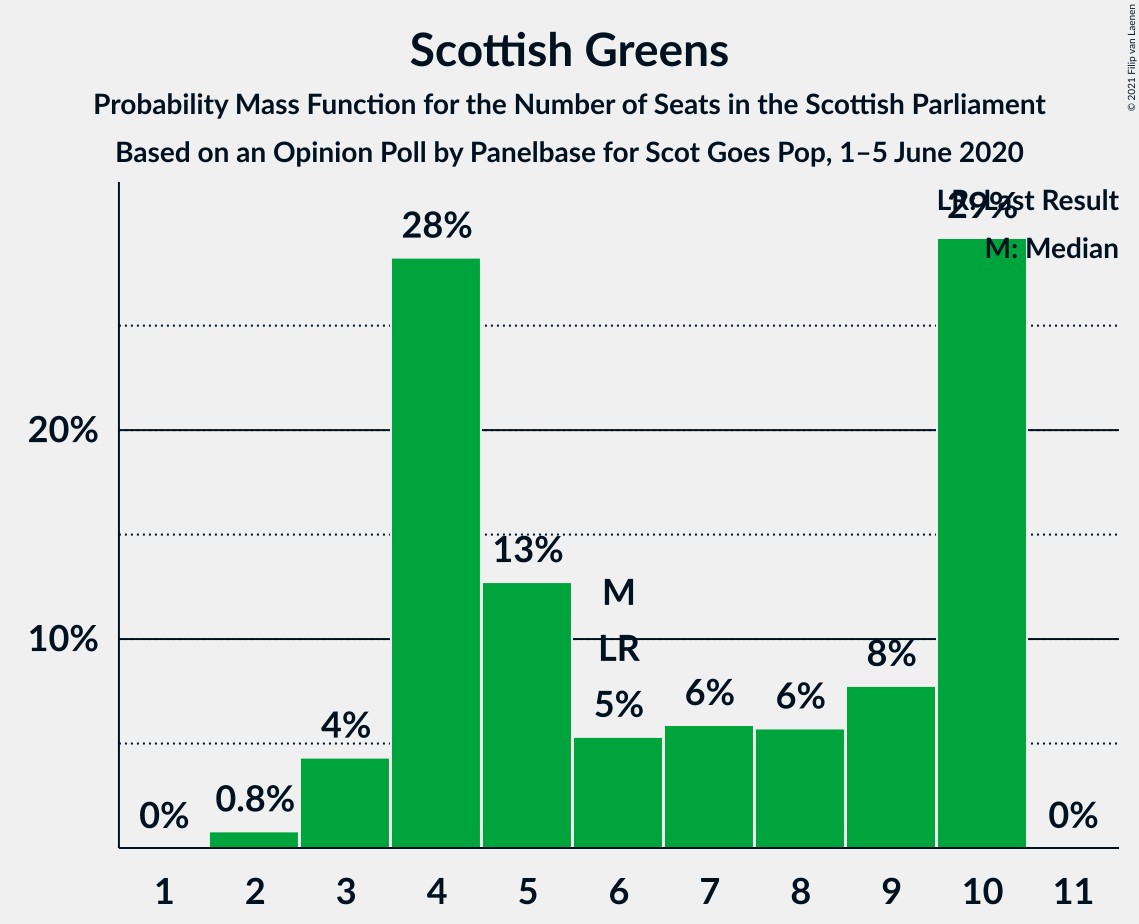 Scottish Greens
Probability Mass Function for the Number of Seats in the Scottish Parliament
Based on an Opinion Poll by Panelbase for Scot Goes Pop, 1–5 June 2020
© 2021 Filip van Laenen
LR: Last Result
M: Median
29%
28%
20%
13%
M
10%
LR
8%
5%
6%
6%
4%
0.8%
0%
0%
1 2 3 4 5 6 7 8 9 10 11